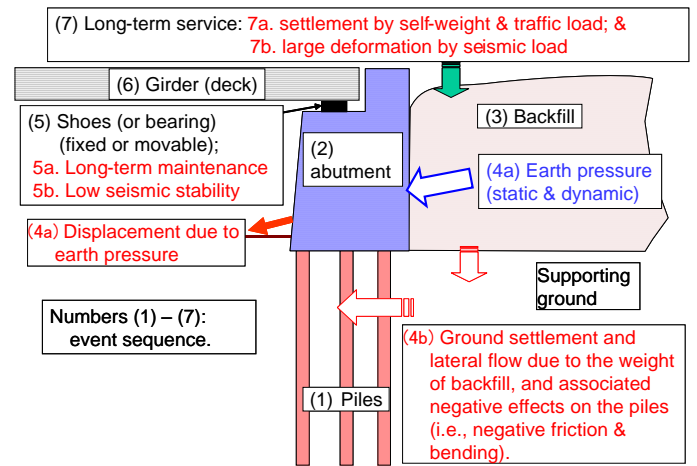 (7) Long-term service: 7a. settlement by self-weight & traffic load; &
7b. large deformation by seismic load
(6) Girder (deck)
(5) Shoes (or bearing)
(fixed or movable);
5a. Long-term maintenance
5b. Low seismic stability
(2)
abutment
(3) Backfill
(4a) Earth pressure
(static & dynamic)
(4a) Displacement due to
earth pressure
Supporting
ground
Numbers (1) – (7):
event sequence.
(1) Piles
(4b) Ground settlement and
lateral flow due to the weight
of backfill, and associated
negative effects on the piles
(i.e., negative friction &
bending).